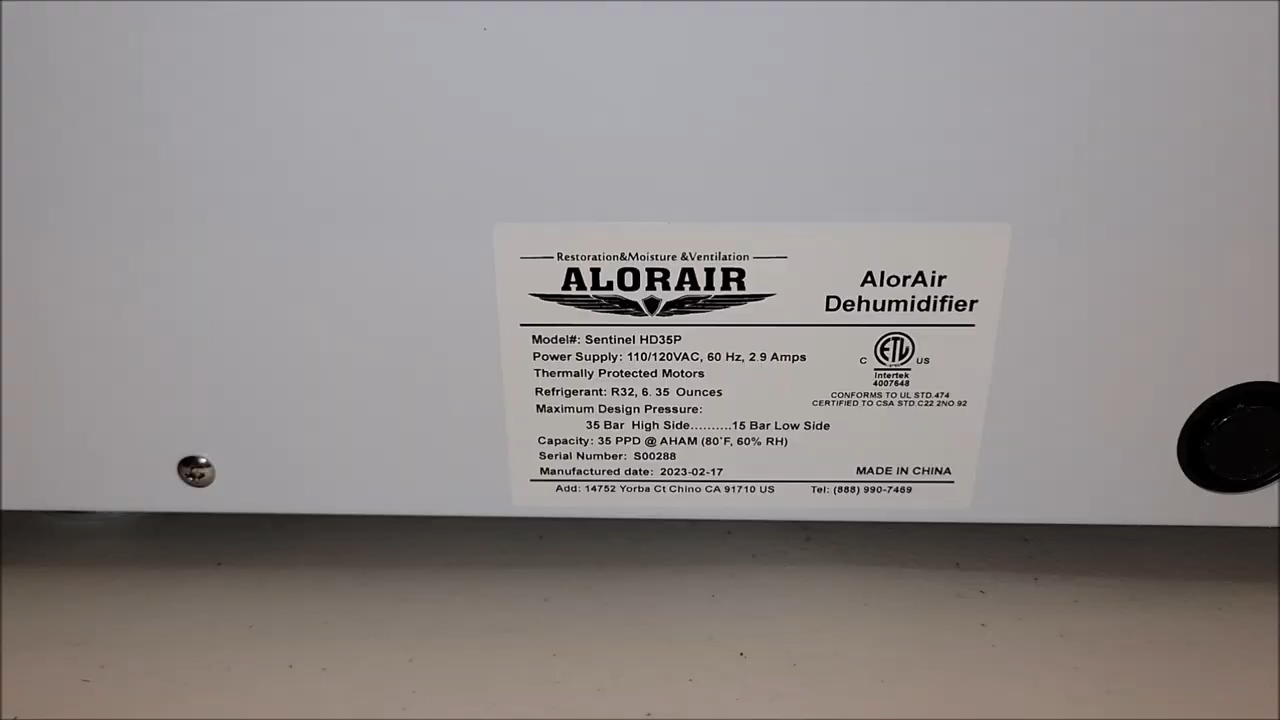 Restoration&Moisture &Ventilation
ALORAIR
AlorAir
Dehumidifier
Model#: Sentinel HD35P
Power Supply: 110/120VAC, 60 Hz, 2.9 Amps
Thermally Protected Motors
Refrigerant: R32, 6. 35 Ounces
Maximum Design Pressure:
35 Bar High Side..........15 Bar Low Side
Capacity: 35 PPD @ AHAM (80°F, 60% RH)
Serial Number: S00288
Manufactured date: 2023-02-17
C ETL US
Intertek
4007648
CONFORMS TO UL STD.474
CERTIFIED TO CSA STD.C22.2NO.92
MADE IN CHINA
Add: 14752 Yorba Ct Chino CA 91710 US Tel: (888) 990-7469